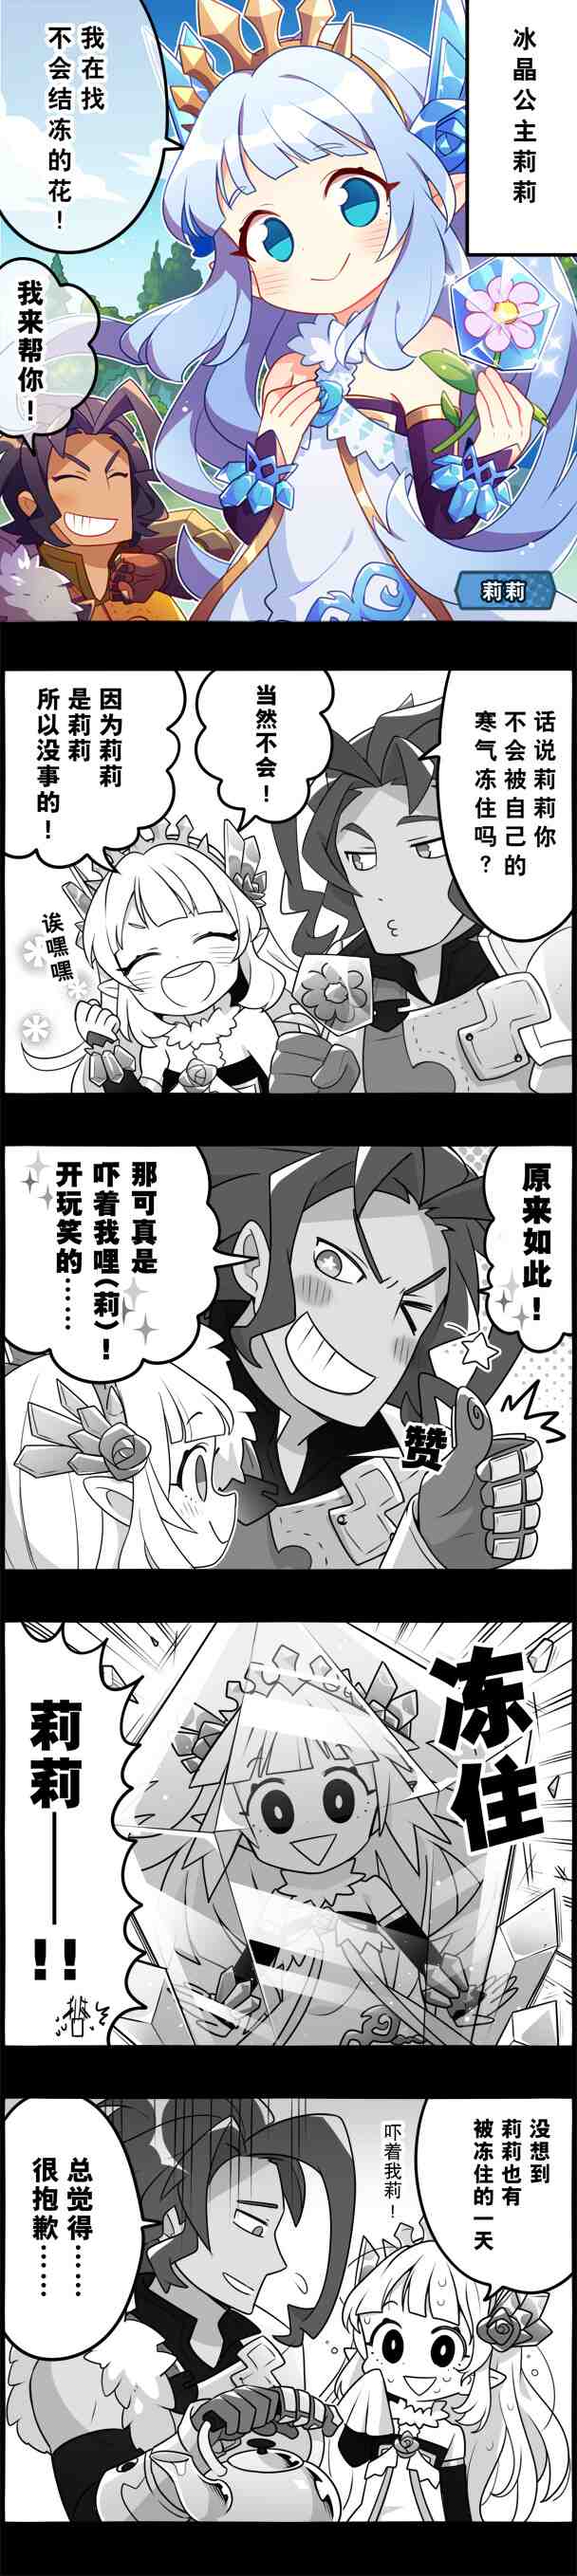 冰晶公主莉莉
我在找
不会结冻的花！
我来帮你！
莉莉
话说莉莉你
不会被自己的
寒气冻住吗？
当然不会！
因为莉莉
是莉莉
所以没事的！
诶嘿嘿
原来如此！
那可真是
吓着我哩(莉)！
开玩笑的……
赞
冻住
莉莉——!!
没想到
莉莉也有
被冻住的一天
吓着我莉！
总觉得……
很抱歉……